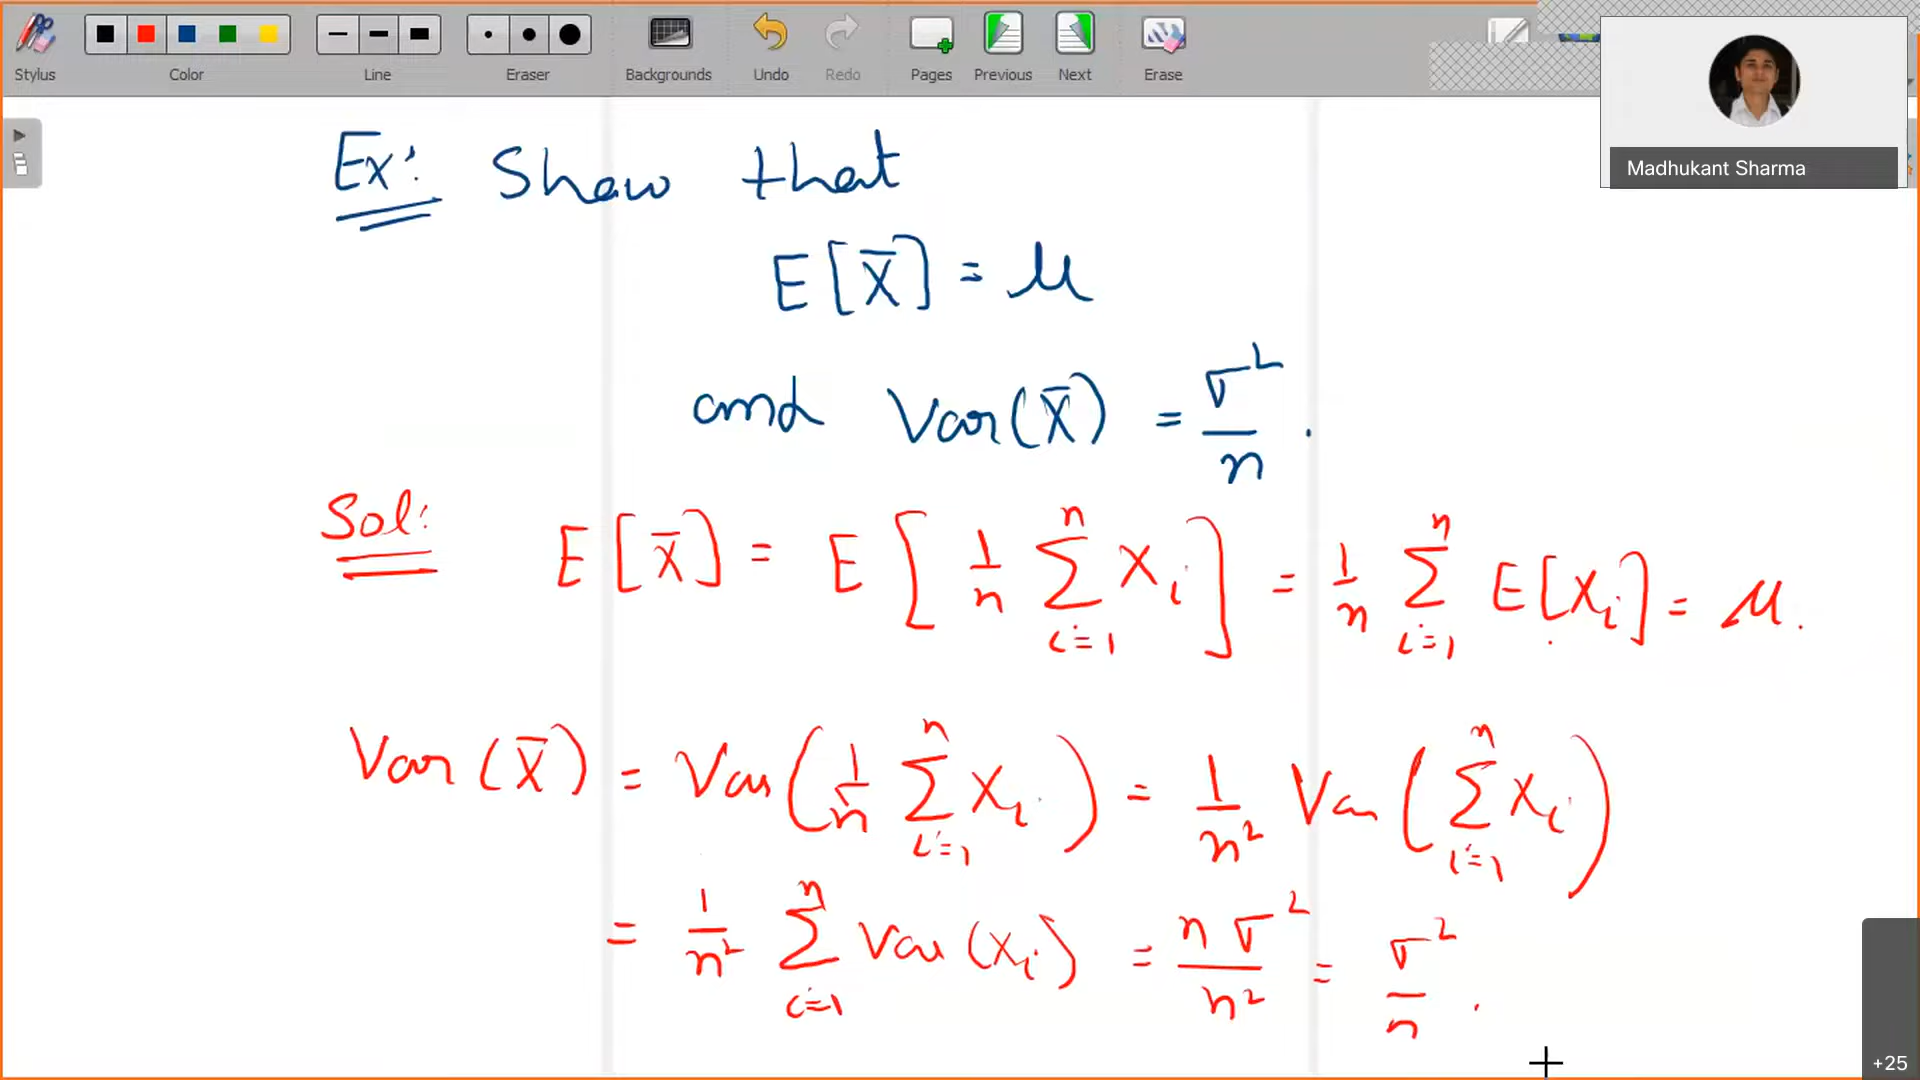 Stylus Color Line Eraser Backgrounds Undo Redo Pages Previous Next Erase
Madhukant Sharma
Ex: Show that
E[X̄] = μ
and Var(X̄) = σ²/n.
Sol: E[X̄] = E[1/n ∑_{i=1}^{n} X_i] = 1/n ∑_{i=1}^{n} E[X_i] = μ.
Var(X̄) = Var(1/n ∑_{i=1}^{n} X_i) = 1/n² Var(∑_{i=1}^{n} X_i)
= 1/n² ∑_{i=1}^{n} Var(X_i) = nσ²/n² = σ²/n.
+25